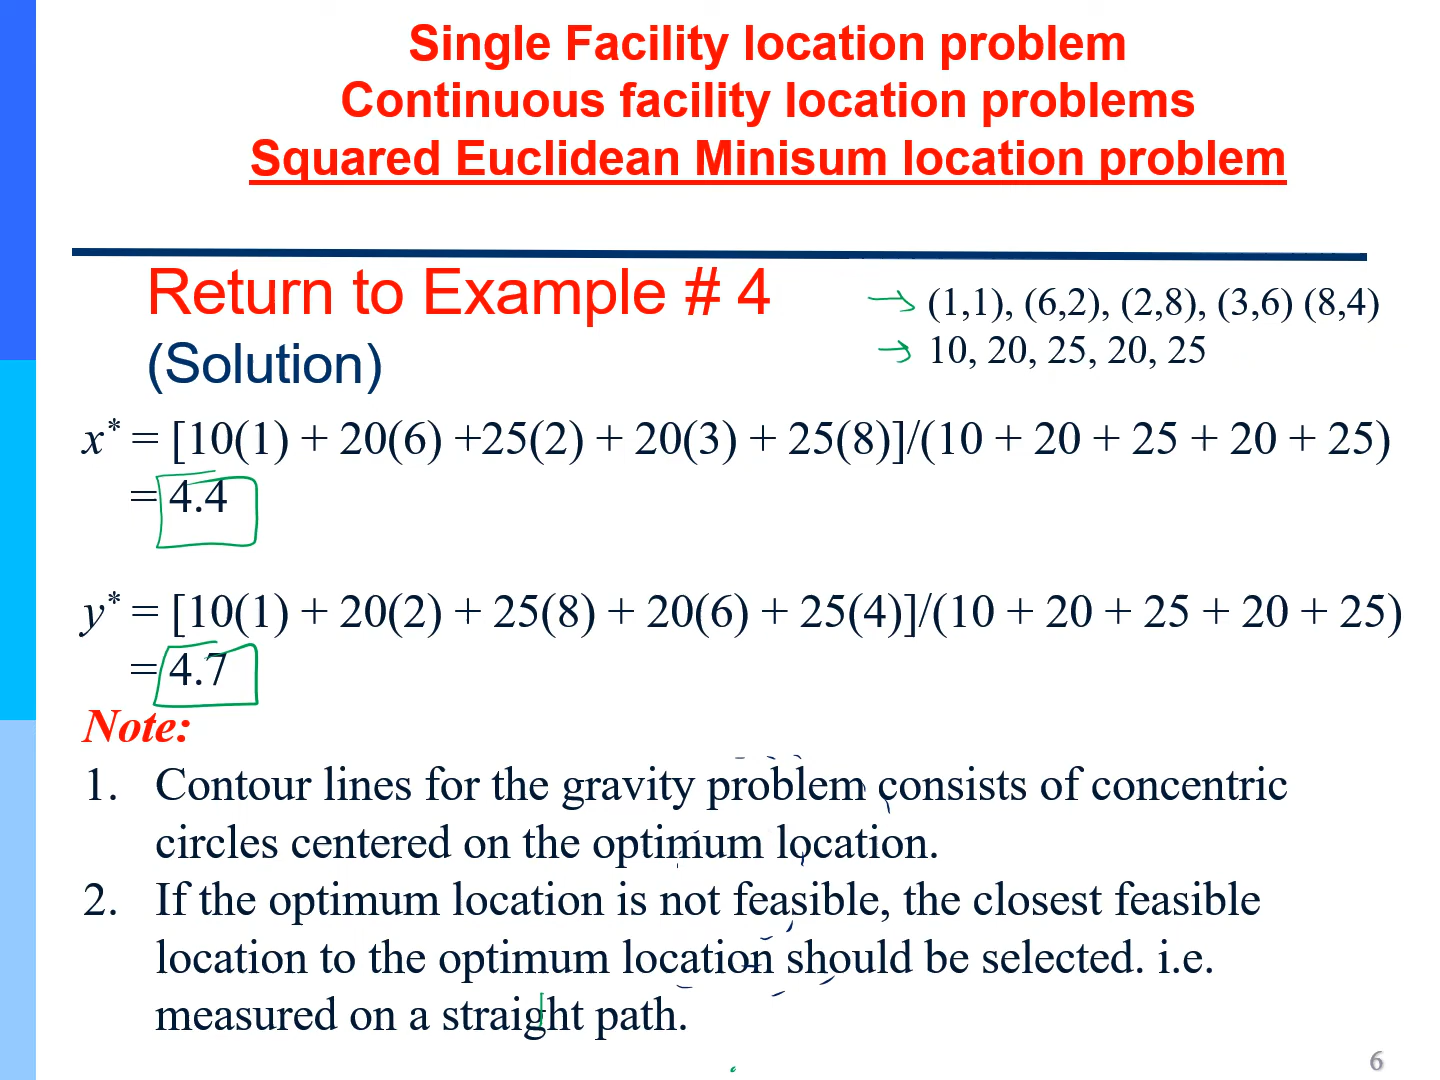 Single Facility location problem
Continuous facility location problems
Squared Euclidean Minisum location problem
Return to Example # 4
(Solution)
(1,1), (6,2), (2,8), (3,6) (8,4)
10, 20, 25, 20, 25
x* = [10(1) + 20(6) +25(2) + 20(3) + 25(8)]/(10 + 20 + 25 + 20 + 25)
= 4.4
y* = [10(1) + 20(2) + 25(8) + 20(6) + 25(4)]/(10 + 20 + 25 + 20 + 25)
= 4.7
Note:
1. Contour lines for the gravity problem consists of concentric
circles centered on the optimum location.
2. If the optimum location is not feasible, the closest feasible
location to the optimum location should be selected. i.e.
measured on a straight path.
6